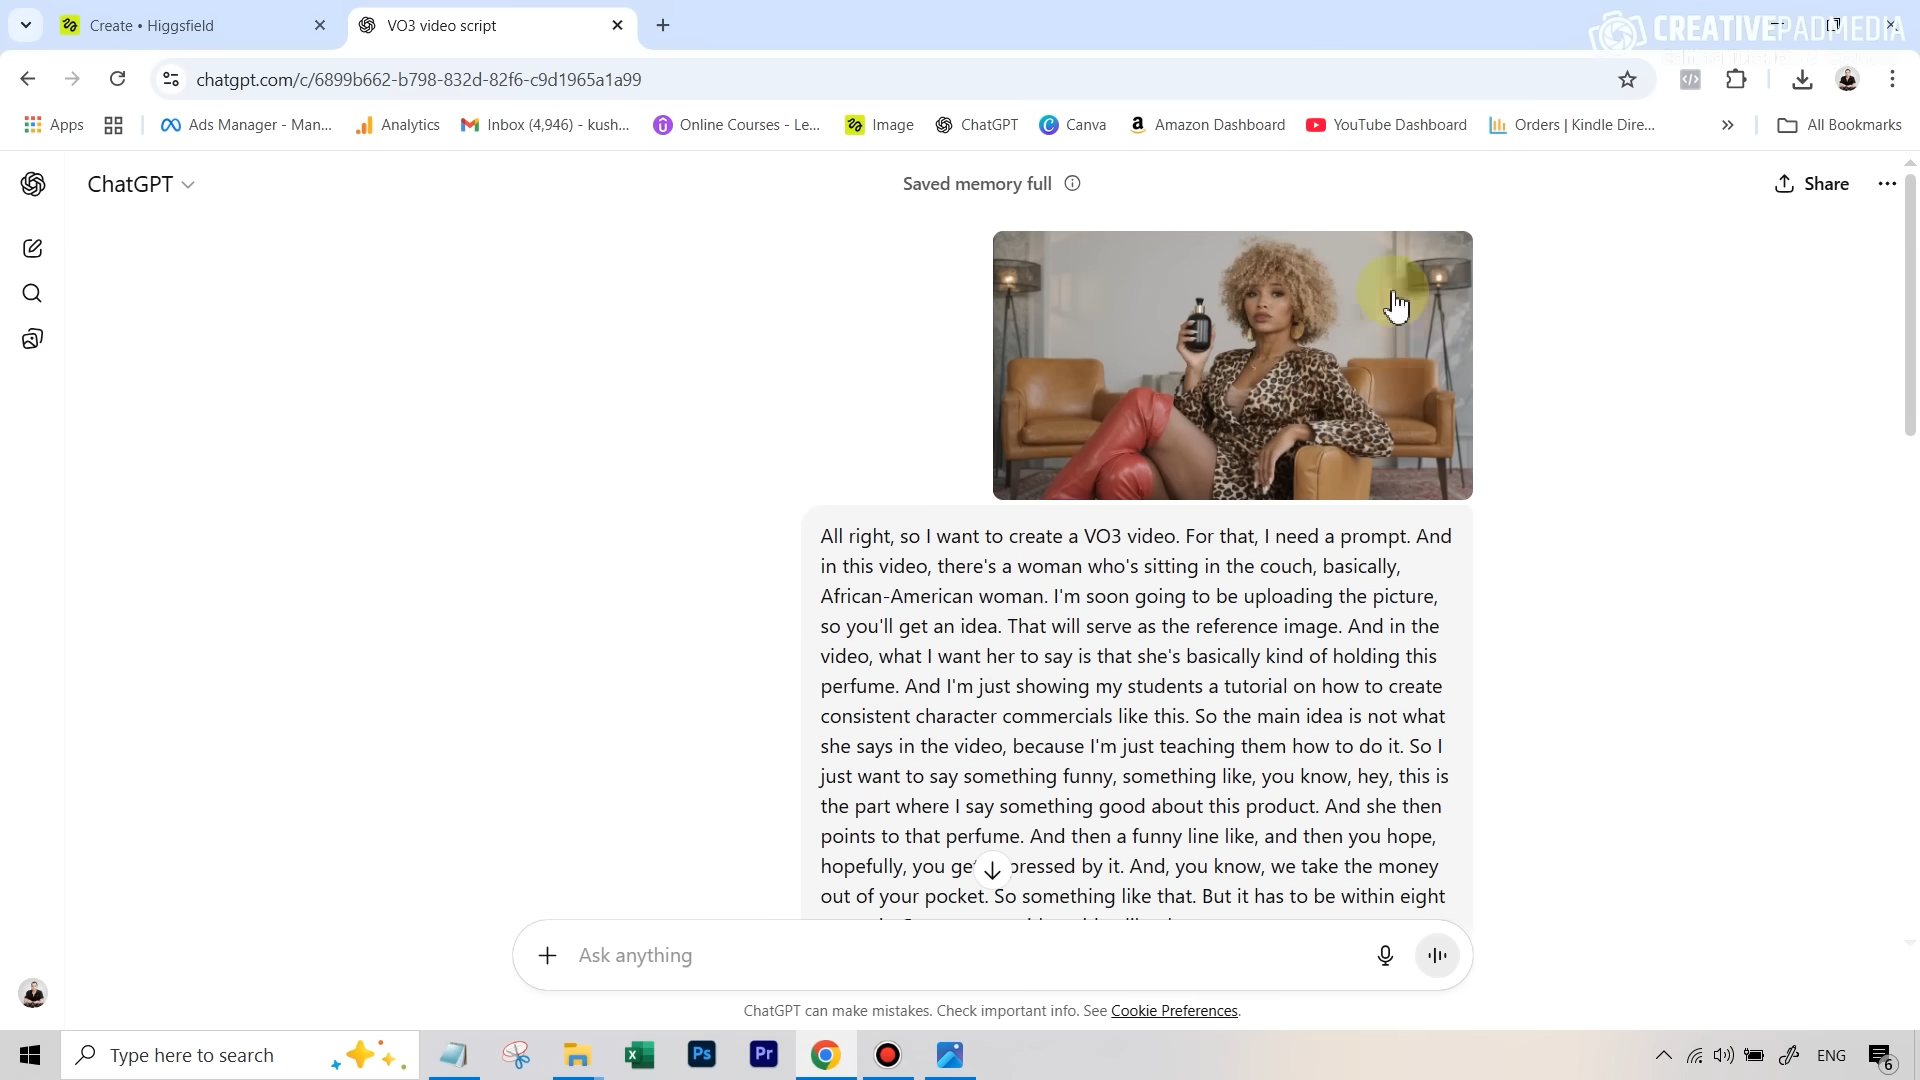 Create • Higgsfield
VO3 video script
CREATIVEPADMEDIA
chatgpt.com/c/6899b662-b798-832d-82f6-c9d1965a1a99
Apps
Ads Manager - Man...
Analytics
Inbox (4,946) - kush...
Online Courses - Le...
Image
ChatGPT
Canva
Amazon Dashboard
YouTube Dashboard
Orders | Kindle Dire...
All Bookmarks
ChatGPT
Saved memory full
Share
All right, so I want to create a VO3 video. For that, I need a prompt. And
in this video, there's a woman who's sitting in the couch, basically,
African-American woman. I'm soon going to be uploading the picture,
so you'll get an idea. That will serve as the reference image. And in the
video, what I want her to say is that she's basically kind of holding this
perfume. And I'm just showing my students a tutorial on how to create
consistent character commercials like this. So the main idea is not what
she says in the video, because I'm just teaching them how to do it. So I
just want to say something funny, something like, you know, hey, this is
the part where I say something good about this product. And she then
points to that perfume. And then a funny line like, and then you hope,
hopefully, you get pressed by it. And, you know, we take the money
out of your pocket. So something like that. But it has to be within eight
Ask anything
ChatGPT can make mistakes. Check important info. See Cookie Preferences.
Type here to search
Ps
Pr
ENG
6